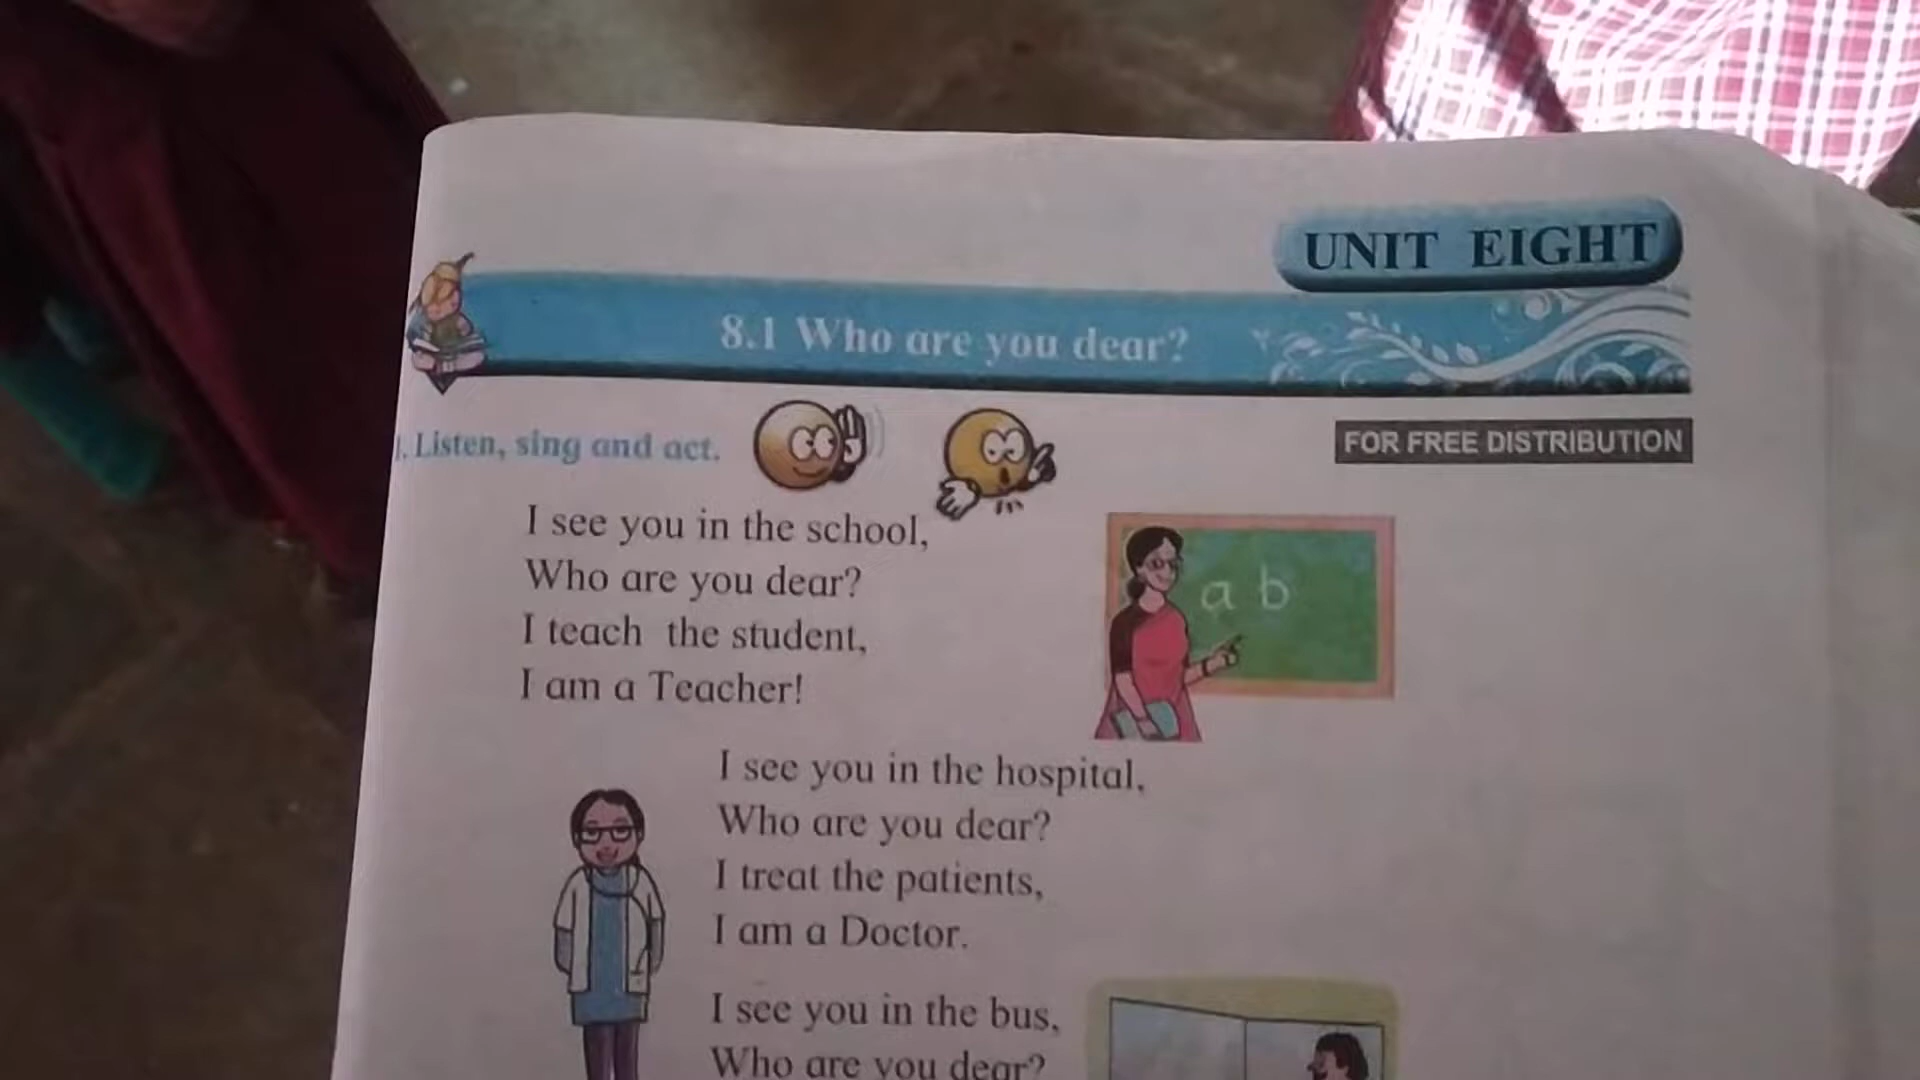 UNIT EIGHT
8.1 Who are you dear?
1. Listen, sing and act.
FOR FREE DISTRIBUTION
I see you in the school,
Who are you dear?
I teach the student,
I am a Teacher!
a b
I see you in the hospital,
Who are you dear?
I treat the patients,
I am a Doctor.
I see you in the bus,
Who are you dear?